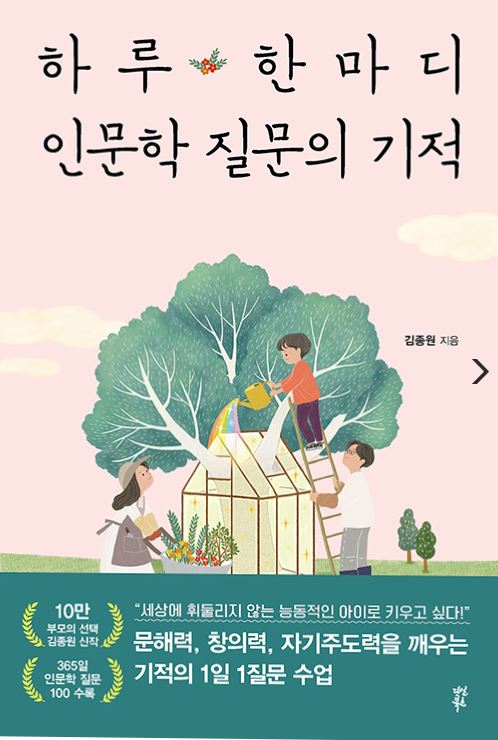 하루 한마디
인문학 질문의 기적
김종원 지음
10만
부모의 선택
김종원 신작
365일
인문학 질문
100 수록
“세상에 휘둘리지 않는 능동적인 아이로 키우고 싶다!”
문해력, 창의력, 자기주도력을 깨우는
기적의 1일 1질문 수업
다산
북스